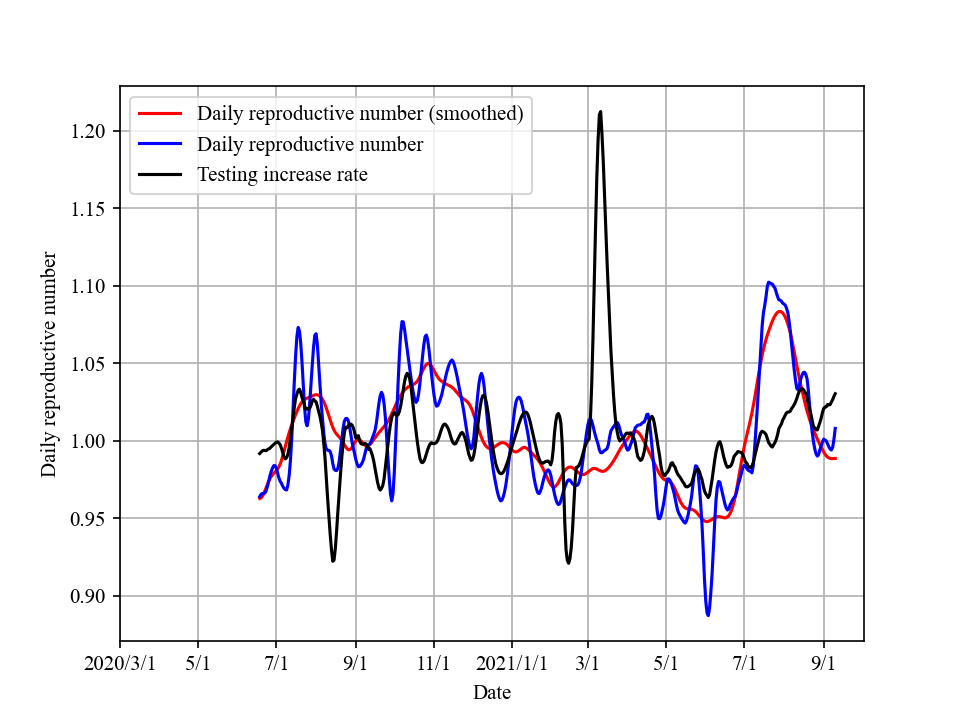 Daily reproductive number (smoothed)
Daily reproductive number
Testing increase rate
Daily reproductive number
1.20
1.15
1.10
1.05
1.00
0.95
0.90
2020/3/1 5/1 7/1 9/1 11/1 2021/1/1 3/1 5/1 7/1 9/1
Date